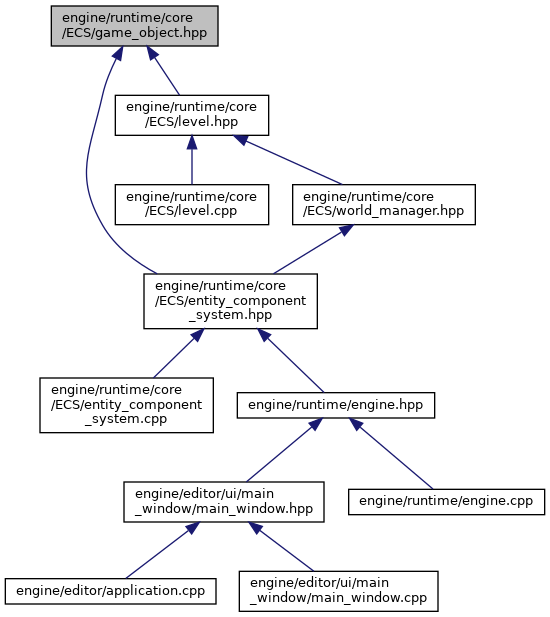 engine/runtime/core
/ECS/game_object.hpp
engine/runtime/core
/ECS/level.hpp
engine/runtime/core
/ECS/level.cpp
engine/runtime/core
/ECS/world_manager.hpp
engine/runtime/core
/ECS/entity_component
_system.hpp
engine/runtime/core
/ECS/entity_component
_system.cpp
engine/runtime/engine.hpp
engine/editor/ui/main
_window/main_window.hpp
engine/runtime/engine.cpp
engine/editor/application.cpp
engine/editor/ui/main
_window/main_window.cpp